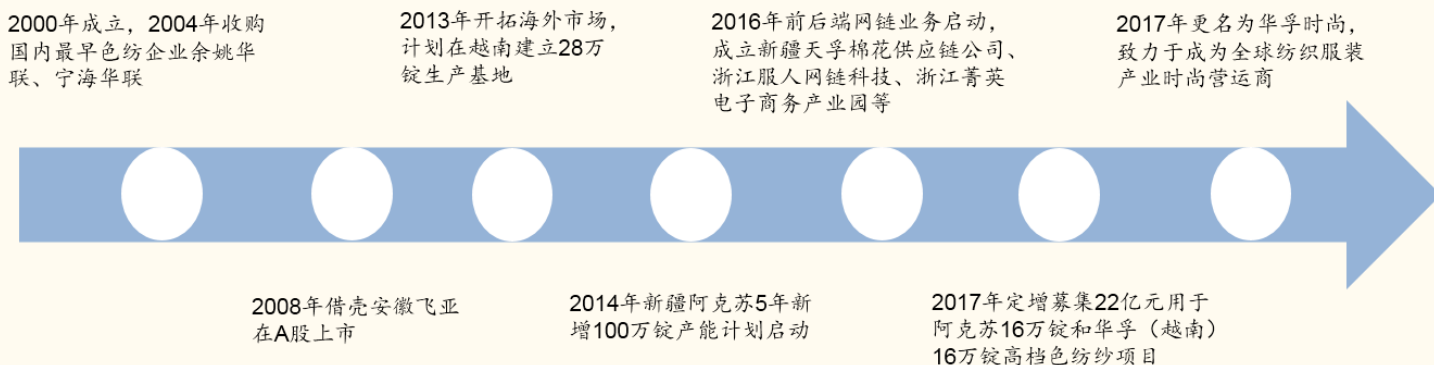 2000年成立，2004年收购
国内最早色纺企业余姚华
联、宁海华联
2013年开拓海外市场，
计划在越南建立28万
锭生产基地
2016年前后端网链业务启动，
成立新疆天孚棉花供应链公司、
浙江服人网链科技、浙江菁英
电子商务产业园等
2017年更名为华孚时尚，
致力于成为全球纺织服装
产业时尚营运商
2008年借壳安徽飞亚
在A股上市
2014年新疆阿克苏5年新
增100万锭产能计划启动
2017年定增募集22亿元用于
阿克苏16万锭和华孚（越南）
16万锭高档色纺纱项目